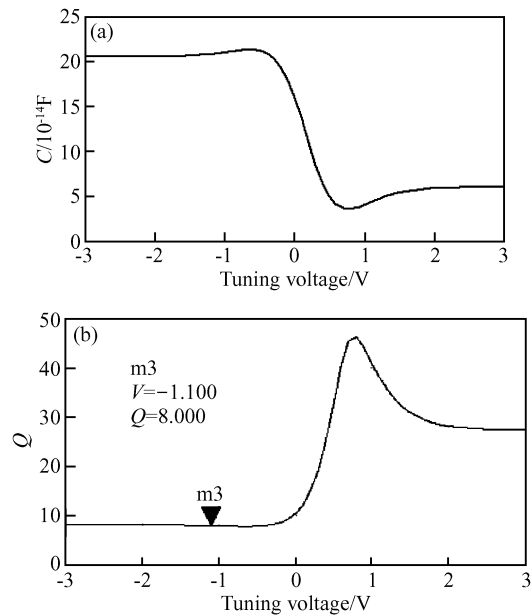 (a)
C/10⁻¹⁴F
25
20
15
10
5
0
-3 -2 -1 0 1 2 3
Tuning voltage/V
(b)
m3
V=−1.100
Q=8.000
m3
Q
50
40
30
20
10
0
-3 -2 -1 0 1 2 3
Tuning voltage/V